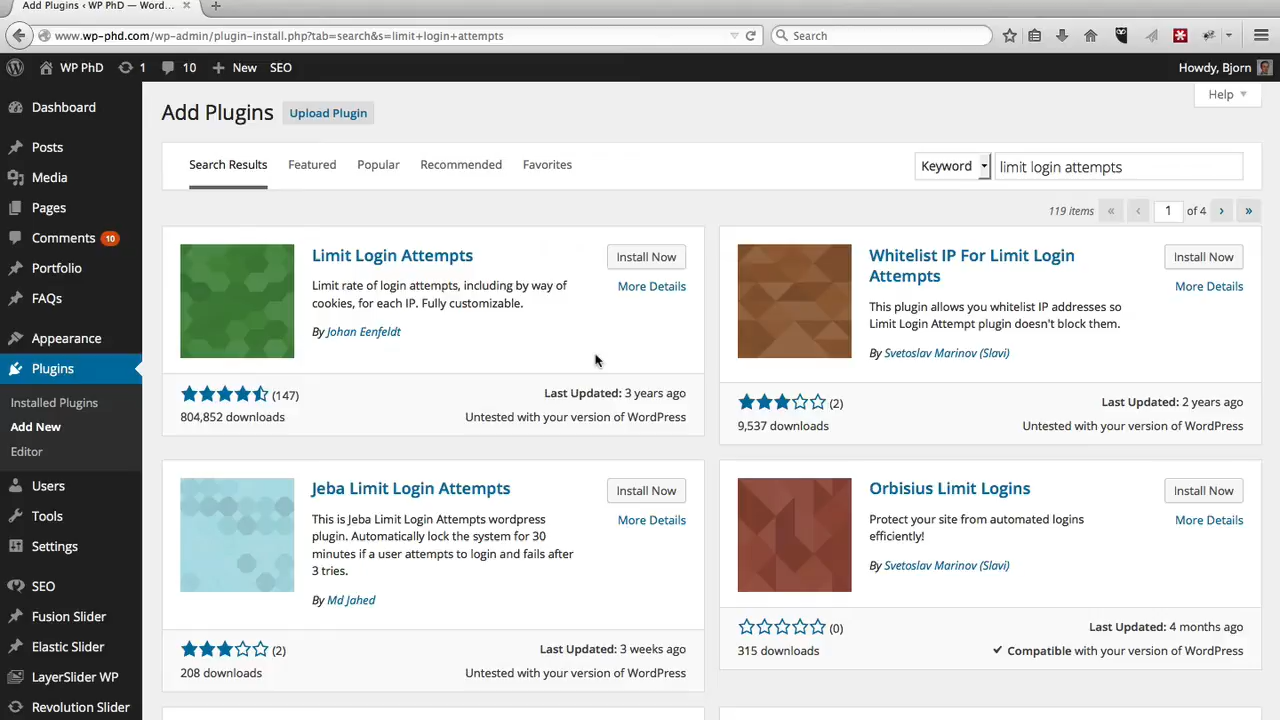 Add Plugins ‹ WP PhD — Word...
www.wp-phd.com/wp-admin/plugin-install.php?tab=search&s=limit+login+attempts
Search
WP PhD
1
10
New
SEO
Howdy, Bjorn
Dashboard
Posts
Media
Pages
Comments 10
Portfolio
FAQs
Appearance
Plugins
Installed Plugins
Add New
Editor
Users
Tools
Settings
SEO
Fusion Slider
Elastic Slider
LayerSlider WP
Revolution Slider
Help
Add Plugins
Upload Plugin
Search Results
Featured
Popular
Recommended
Favorites
Keyword
limit login attempts
119 items « ‹ 1 of 4 › »
Limit Login Attempts
Install Now
More Details
Limit rate of login attempts, including by way of
cookies, for each IP. Fully customizable.
By Johan Eenfeldt
(147)
804,852 downloads
Last Updated: 3 years ago
Untested with your version of WordPress
Whitelist IP For Limit Login
Attempts
Install Now
More Details
This plugin allows you whitelist IP addresses so
Limit Login Attempt plugin doesn't block them.
By Svetoslav Marinov (Slavi)
(2)
9,537 downloads
Last Updated: 2 years ago
Untested with your version of WordPress
Jeba Limit Login Attempts
Install Now
More Details
This is Jeba Limit Login Attempts wordpress
plugin. Automatically lock the system for 30
minutes if a user attempts to login and fails after
3 tries.
By Md Jahed
(2)
208 downloads
Last Updated: 3 weeks ago
Untested with your version of WordPress
Orbisius Limit Logins
Install Now
More Details
Protect your site from automated logins
efficiently!
By Svetoslav Marinov (Slavi)
(0)
315 downloads
Last Updated: 4 months ago
✔ Compatible with your version of WordPress